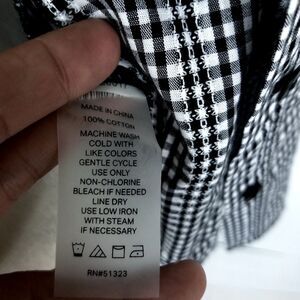 MADE IN CHINA
100% COTTON
MACHINE WASH
COLD WITH
LIKE COLORS
GENTLE CYCLE
USE ONLY
NON-CHLORINE
BLEACH IF NEEDED
LINE DRY
USE LOW IRON
WITH STEAM
IF NECESSARY
RN#51323